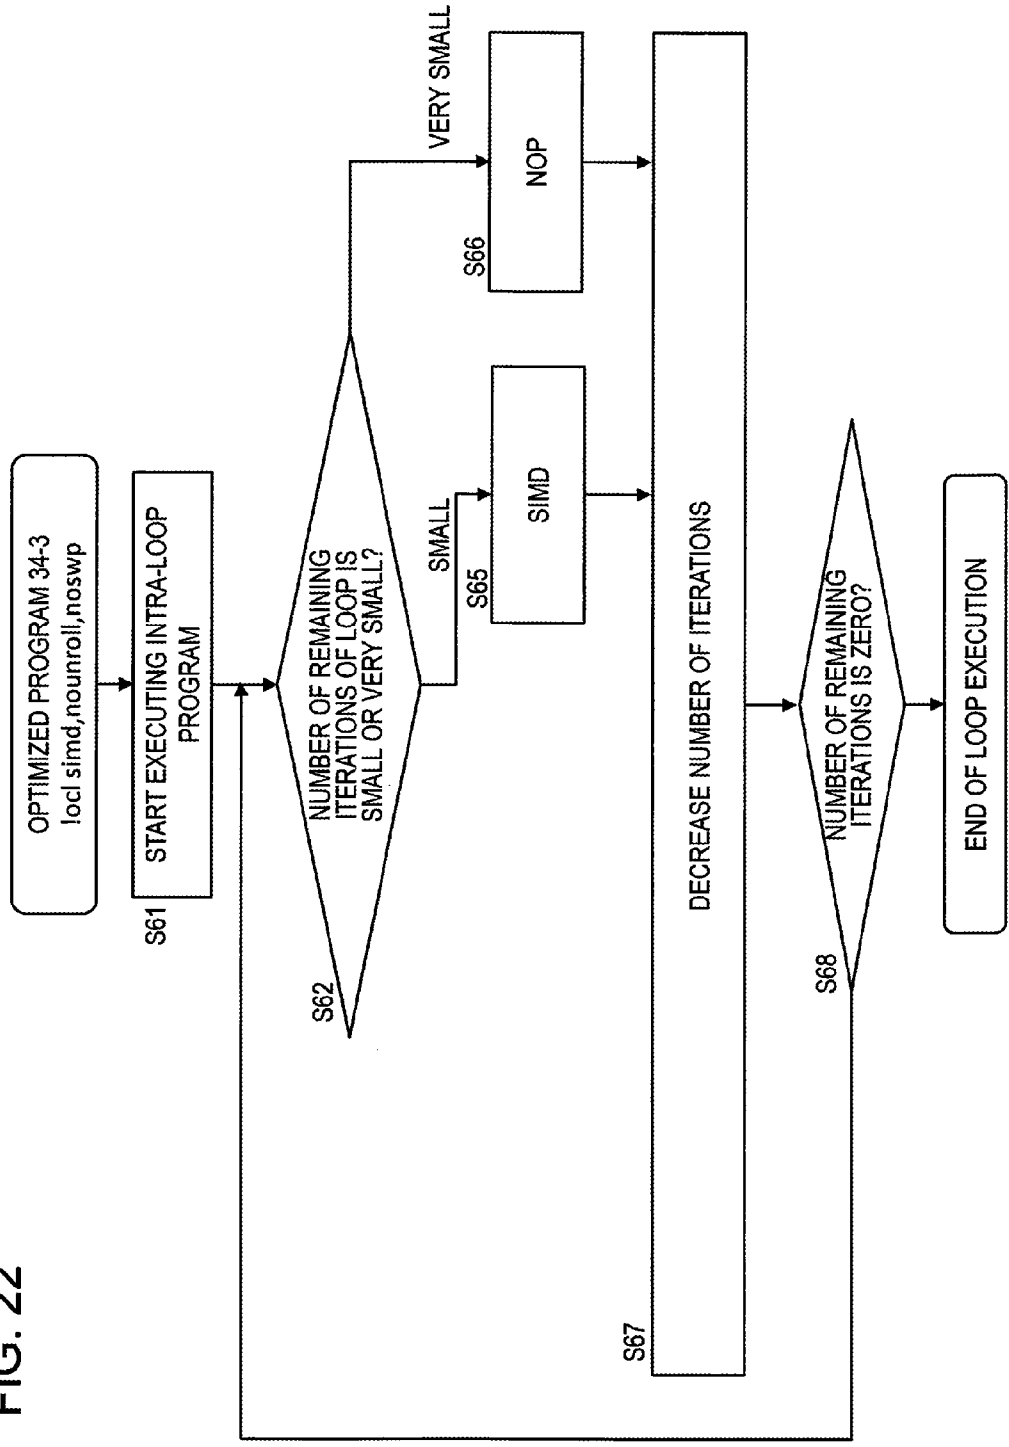 FIG. 22
OPTIMIZED PROGRAM 34-3
!ocl simd,nounroll,noswp
S61
START EXECUTING INTRA-LOOP
PROGRAM
S62
NUMBER OF REMAINING
ITERATIONS OF LOOP IS
SMALL OR VERY SMALL?
SMALL
VERY SMALL
S65
SIMD
S66
NOP
S67
DECREASE NUMBER OF ITERATIONS
S68
NUMBER OF REMAINING
ITERATIONS IS ZERO?
END OF LOOP EXECUTION